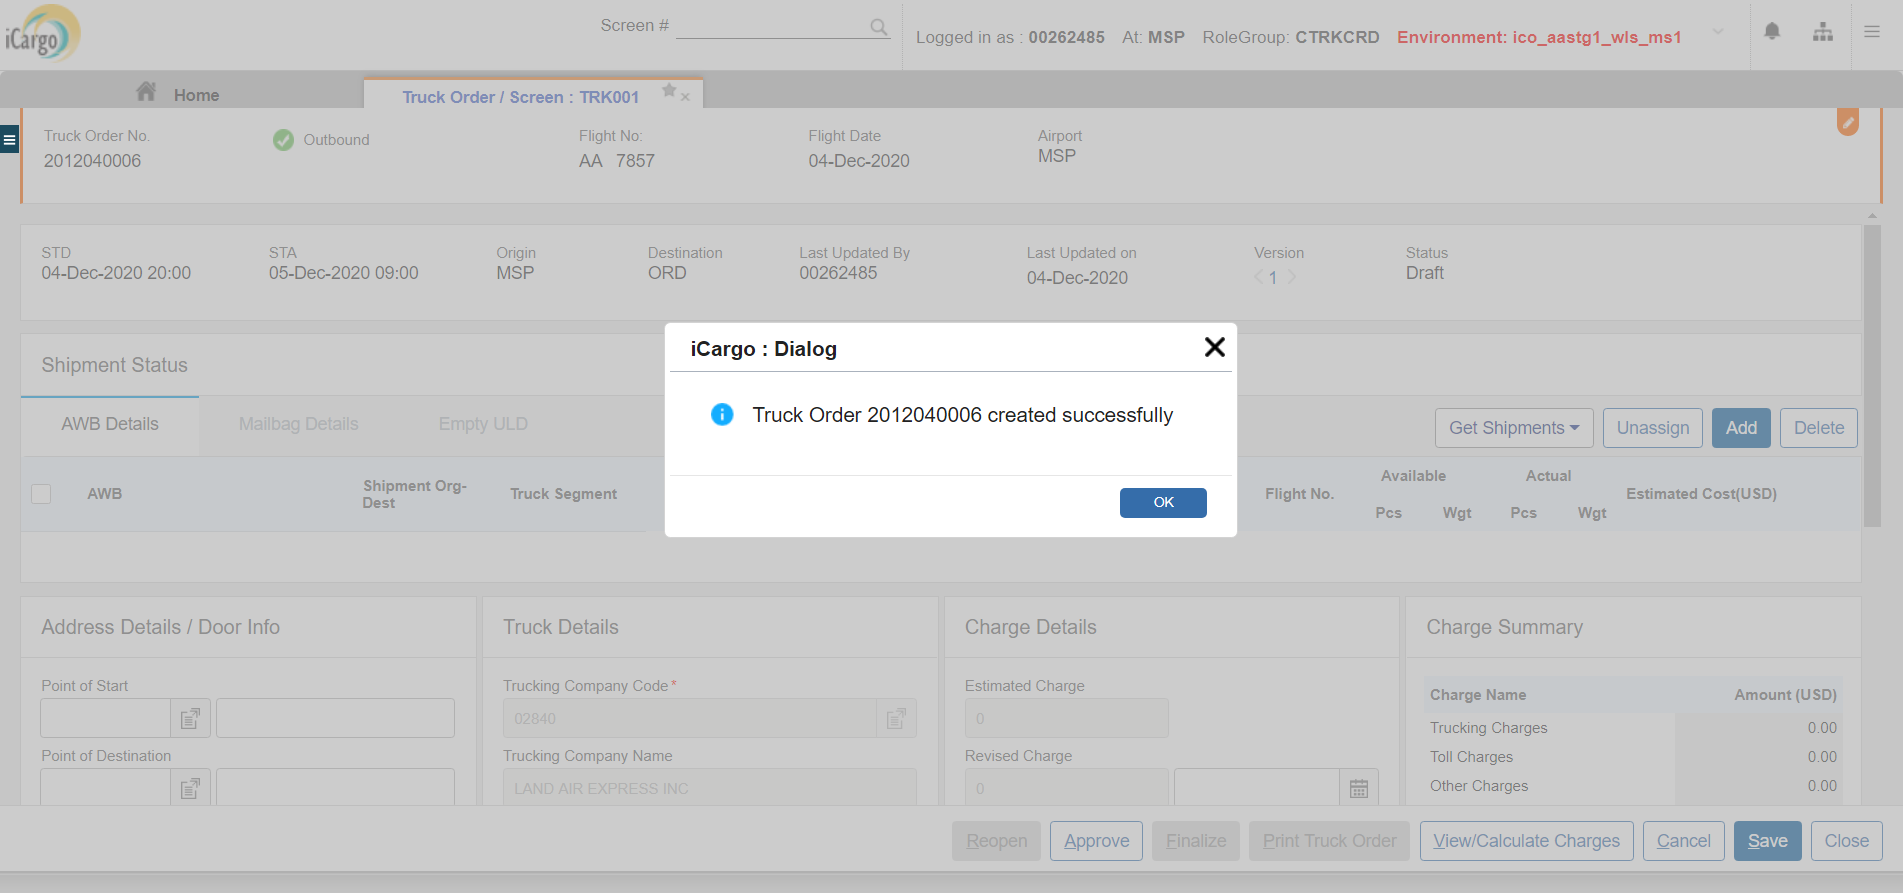 iCargo
Screen #
Logged in as : 00262485 At: MSP RoleGroup: CTRKCRD Environment: ico_aastg1_wls_ms1
Home
Truck Order / Screen : TRK001
Truck Order No.
2012040006
Outbound
Flight No:
AA 7857
Flight Date
04-Dec-2020
Airport
MSP
STD
04-Dec-2020 20:00
STA
05-Dec-2020 09:00
Origin
MSP
Destination
ORD
Last Updated By
00262485
Last Updated on
04-Dec-2020
Version
1
Status
Draft
iCargo : Dialog
Truck Order 2012040006 created successfully
OK
Shipment Status
AWB Details
Mailbag Details
Empty ULD
Get Shipments
Unassign
Add
Delete
AWB
Shipment Org-
Dest
Truck Segment
Flight No.
Available
Pcs Wgt
Actual
Pcs Wgt
Estimated Cost(USD)
Address Details / Door Info
Point of Start
Point of Destination
Truck Details
Trucking Company Code*
02840
Trucking Company Name
LAND AIR EXPRESS INC
Charge Details
Estimated Charge
0
Revised Charge
0
Charge Summary
Charge Name Amount (USD)
Trucking Charges 0.00
Toll Charges 0.00
Other Charges 0.00
Reopen
Approve
Finalize
Print Truck Order
View/Calculate Charges
Cancel
Save
Close